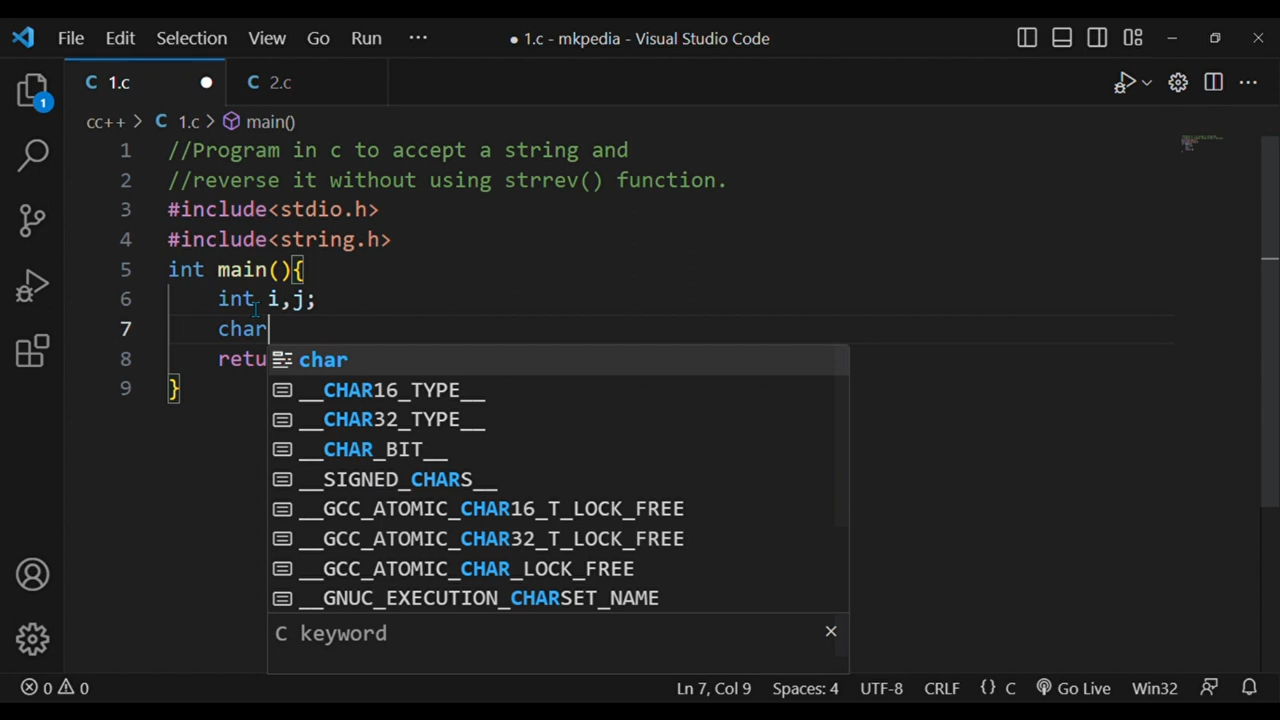 File Edit Selection View Go Run ··· ● 1.c - mkpedia - Visual Studio Code
C 1.c ● C 2.c
cc++ > C 1.c > main()
1 //Program in c to accept a string and
2 //reverse it without using strrev() function.
3 #include<stdio.h>
4 #include<string.h>
5 int main(){
6 int i,j;
7 char
8 retu
9 }
char
__CHAR16_TYPE__
__CHAR32_TYPE__
__CHAR_BIT__
__SIGNED_CHARS__
__GCC_ATOMIC_CHAR16_T_LOCK_FREE
__GCC_ATOMIC_CHAR32_T_LOCK_FREE
__GCC_ATOMIC_CHAR_LOCK_FREE
__GNUC_EXECUTION_CHARSET_NAME
C keyword
1
0 0 Ln 7, Col 9 Spaces: 4 UTF-8 CRLF {} C Go Live Win32